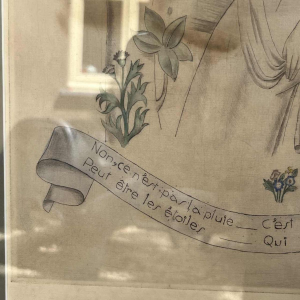 Non, ce n'est pas la pluie __ C'est
Peut être les étoiles __ Qui